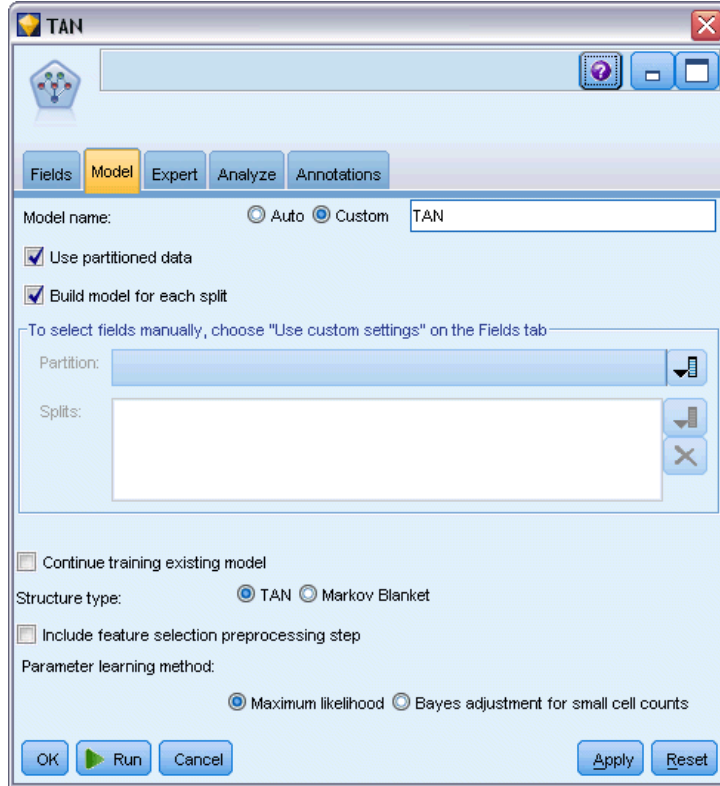 TAN
Fields Model Expert Analyze Annotations
Model name: Auto Custom TAN
Use partitioned data
Build model for each split
To select fields manually, choose "Use custom settings" on the Fields tab
Partition:
Splits:
Continue training existing model
Structure type: TAN Markov Blanket
Include feature selection preprocessing step
Parameter learning method:
Maximum likelihood Bayes adjustment for small cell counts
OK Run Cancel Apply Reset